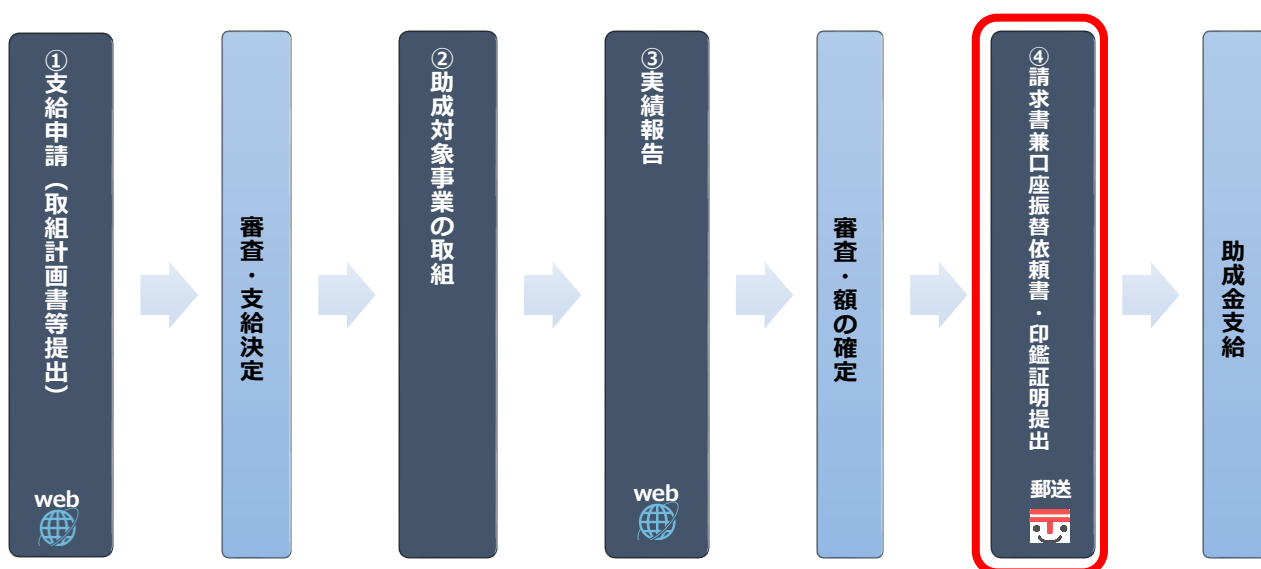 ①支給申請（取組計画書等提出）
web
審査・支給決定
②助成対象事業の取組
③実績報告
web
審査・額の確定
④請求書兼口座振替依頼書・印鑑証明提出
郵送
助成金支給